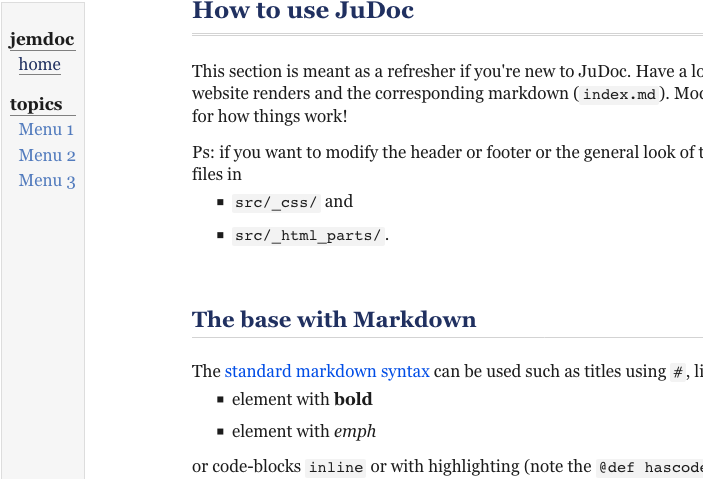 jemdoc
home
topics
Menu 1
Menu 2
Menu 3
How to use JuDoc
This section is meant as a refresher if you're new to JuDoc. Have a lo
website renders and the corresponding markdown (index.md). Mod
for how things work!
Ps: if you want to modify the header or footer or the general look of t
files in
src/_css/ and
src/_html_parts/.
The base with Markdown
The standard markdown syntax can be used such as titles using #, li
element with bold
element with emph
or code-blocks inline or with highlighting (note the @def hascode